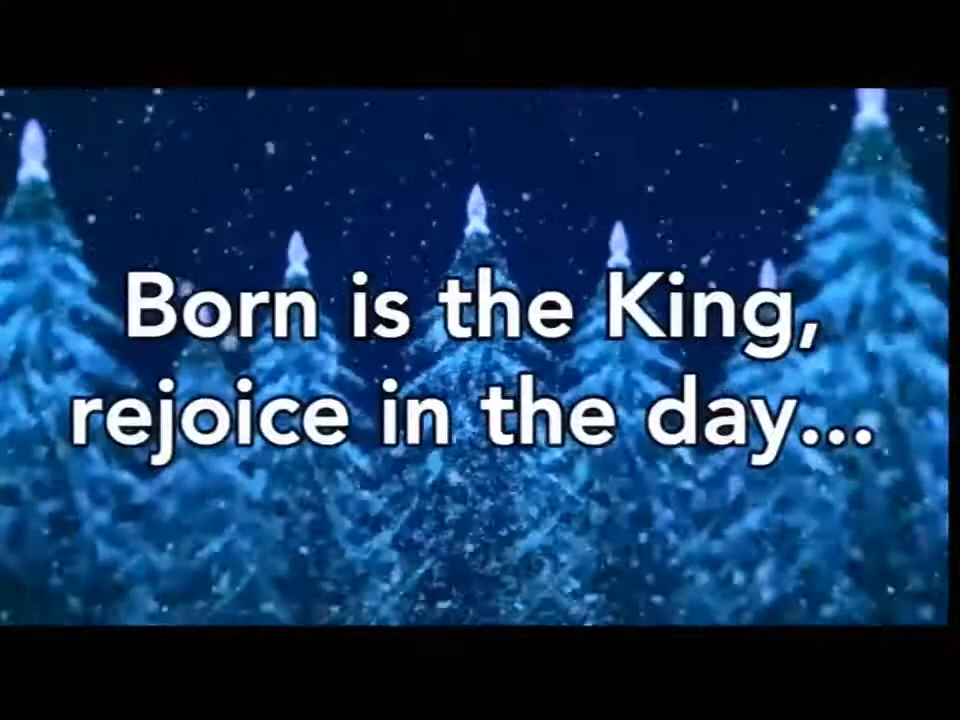 Born is the King,
rejoice in the day...